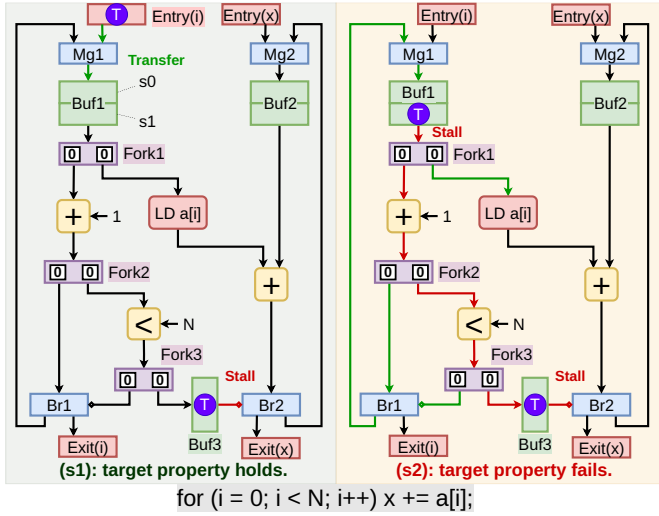 T Entry(i) Entry(x)
Mg1 Mg2
Transfer
s0
Buf1 Buf2
s1
0 0 Fork1
+ 1 LD a[i]
0 0 Fork2
+
< N
Fork3
0 0 Stall
Br1 T Br2
Buf3
Exit(i) Exit(x)
(s1): target property holds.
Entry(i) Entry(x)
Mg1 Mg2
Buf1 Buf2
T
Stall
0 0 Fork1
+ 1 LD a[i]
0 0 Fork2
+
< N
Fork3
0 0 Stall
Br1 T Br2
Buf3
Exit(i) Exit(x)
(s2): target property fails.
for (i = 0; i < N; i++) x += a[i];